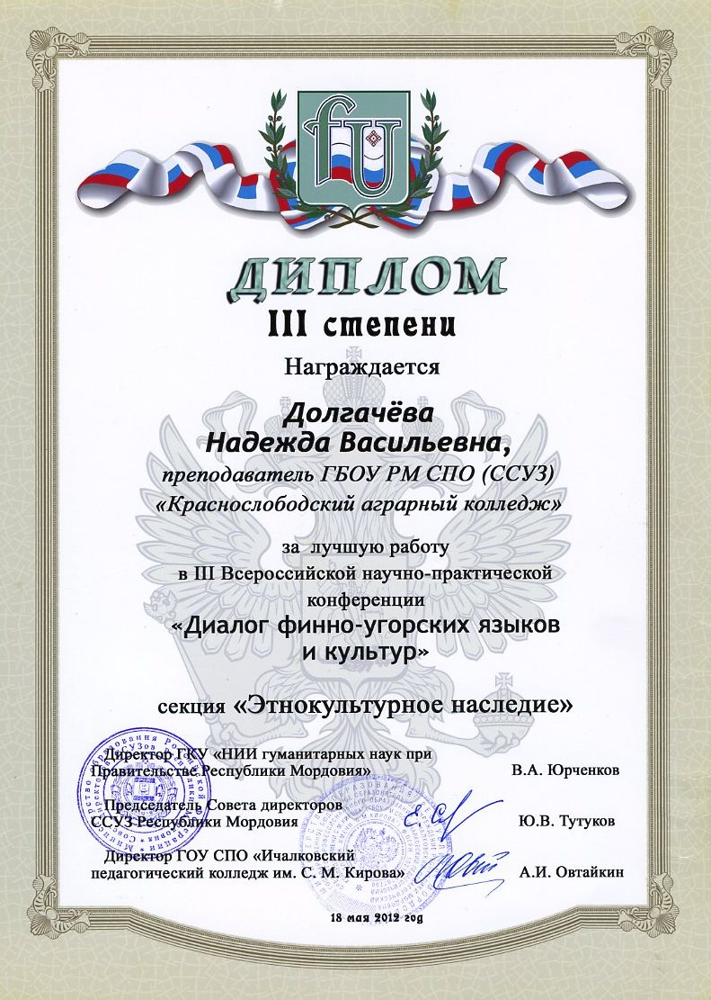 fU
ДИПЛОМ
III степени
Награждается
Долгачёва
Надежда Васильевна,
преподаватель ГБОУ РМ СПО (ССУЗ)
«Краснослободский аграрный колледж»
за лучшую работу
в III Всероссийской научно-практической
конференции
«Диалог финно-угорских языков
и культур»
секция «Этнокультурное наследие»
Директор ГКУ «НИИ гуманитарных наук при
Правительстве Республики Мордовия» В.А. Юрченков
Председатель Совета директоров
ССУЗ Республики Мордовия Ю.В. Тутуков
Директор ГОУ СПО «Ичалковский
педагогический колледж им. С. М. Кирова» А.И. Овтайкин
18 мая 2012 год